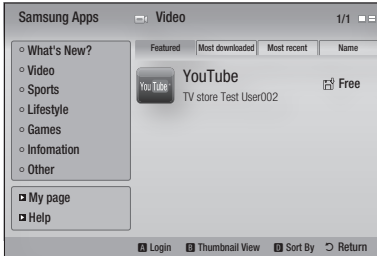 Samsung Apps
Video
1/1
What's New?
Video
Sports
Lifestyle
Games
Infomation
Other
My page
Help
Featured
Most downloaded
Most recent
Name
You Tube
YouTube
TV store Test User002
Free
A Login
B Thumbnail View
D Sort By
Return